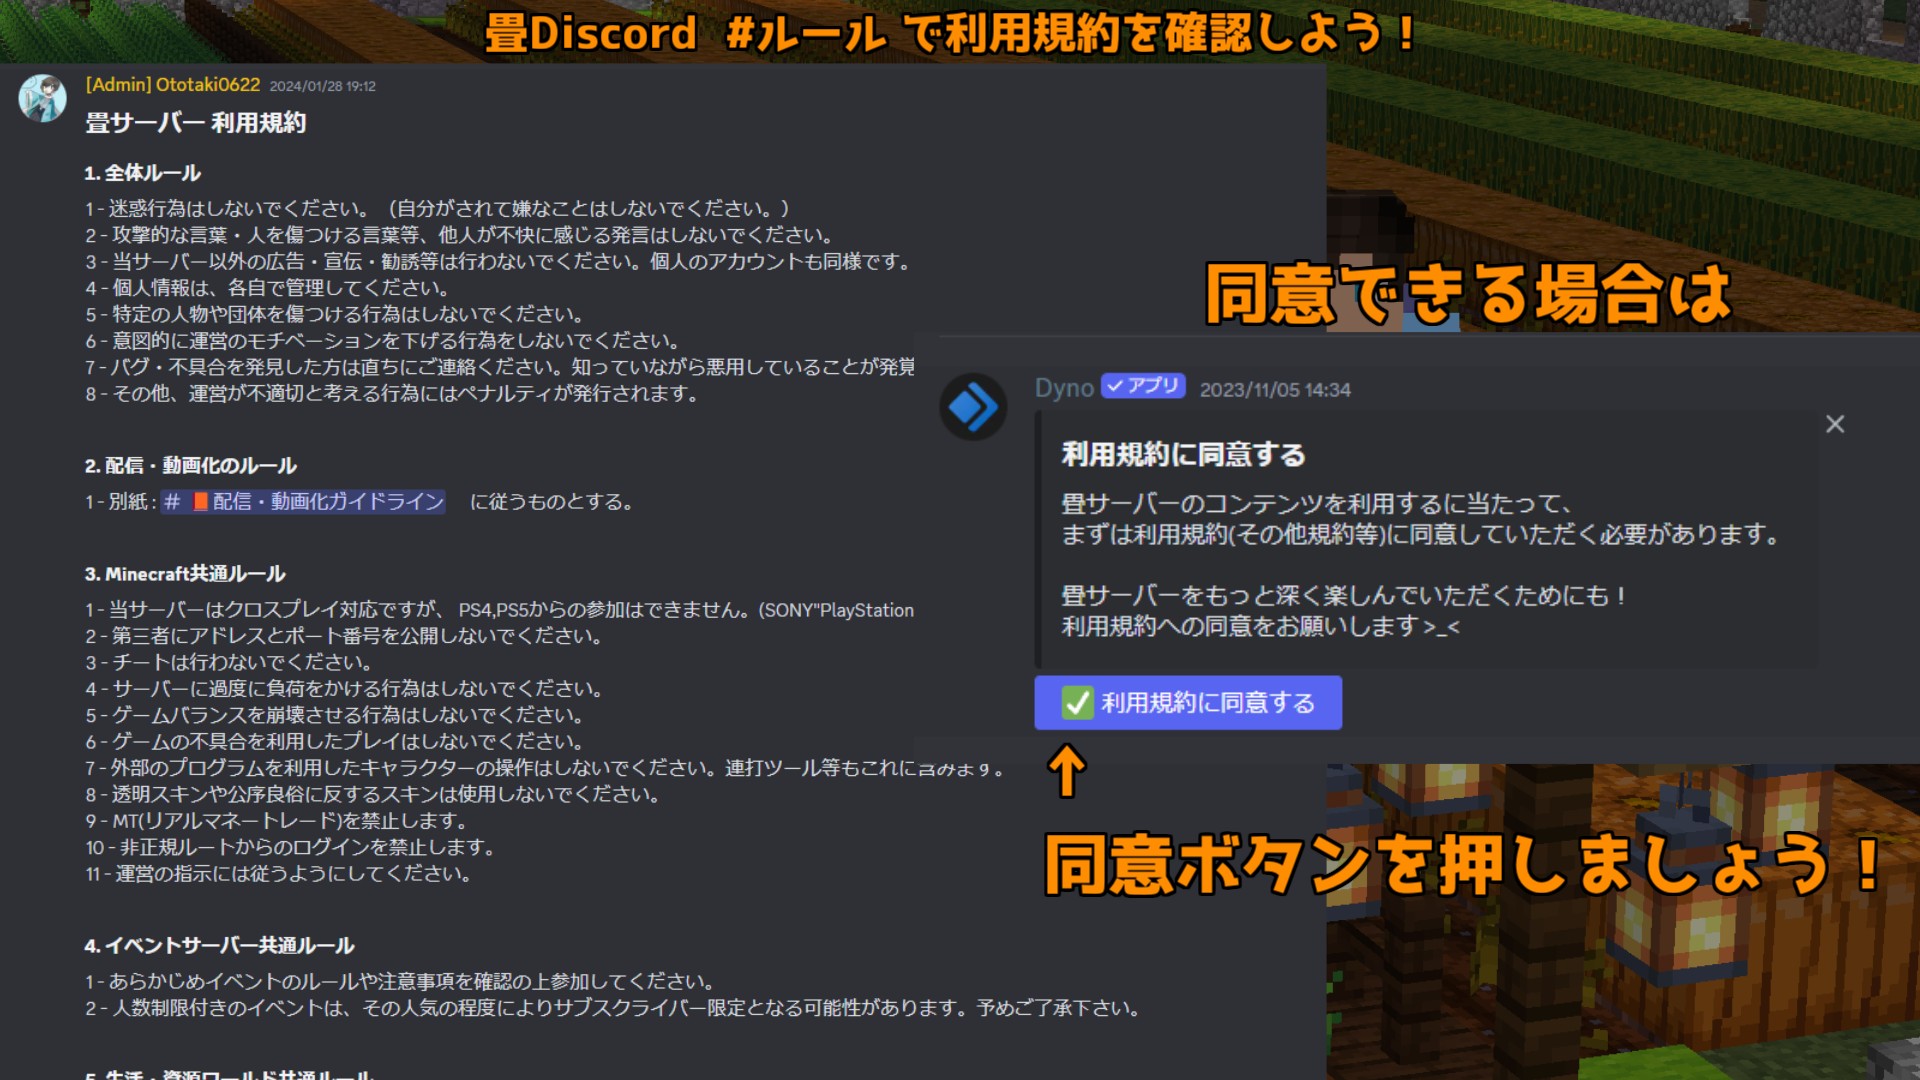 畳Discord #ルール で利用規約を確認しよう！
[Admin] Ototaki0622 2024/01/28 19:12
畳サーバー 利用規約
1. 全体ルール
1 - 迷惑行為はしないでください。（自分がされて嫌なことはしないでください。）
2 - 攻撃的な言葉・人を傷つける言葉等、他人が不快に感じる発言はしないでください。
3 - 当サーバー以外の広告・宣伝・勧誘等は行わないでください。個人のアカウントも同様です。
4 - 個人情報は、各自で管理してください。
5 - 特定の人物や団体を傷つける行為はしないでください。
6 - 意図的に運営のモチベーションを下げる行為をしないでください。
7 - バグ・不具合を発見した方は直ちにご連絡ください。知っていながら悪用していることが発覚
8 - その他、運営が不適切と考える行為にはペナルティが発行されます。
2. 配信・動画化のルール
1 - 別紙 : # 配信・動画化ガイドライン に従うものとする。
3. Minecraft共通ルール
1 - 当サーバーはクロスプレイ対応ですが、PS4,PS5からの参加はできません。(SONY"PlayStation
2 - 第三者にアドレスとポート番号を公開しないでください。
3 - チートは行わないでください。
4 - サーバーに過度に負荷をかける行為はしないでください。
5 - ゲームバランスを崩壊させる行為はしないでください。
6 - ゲームの不具合を利用したプレイはしないでください。
7 - 外部のプログラムを利用したキャラクターの操作はしないでください。連打ツール等もこれに含みます。
8 - 透明スキンや公序良俗に反するスキンは使用しないでください。
9 - MT(リアルマネートレード)を禁止します。
10 - 非正規ルートからのログインを禁止します。
11 - 運営の指示には従うようにしてください。
4. イベントサーバー共通ルール
1 - あらかじめイベントのルールや注意事項を確認の上参加してください。
2 - 人数制限付きのイベントは、その人気の程度によりサブスクライバー限定となる可能性があります。予めご了承下さい。
5. 生活・資源ワールド共通ルール
同意できる場合は
Dyno ✓ アプリ 2023/11/05 14:34
利用規約に同意する
畳サーバーのコンテンツを利用するに当たって、
まずは利用規約(その他規約等)に同意していただく必要があります。
畳サーバーをもっと深く楽しんでいただくためにも！
利用規約への同意をお願いします >_<
✅ 利用規約に同意する
↑
同意ボタンを押しましょう！